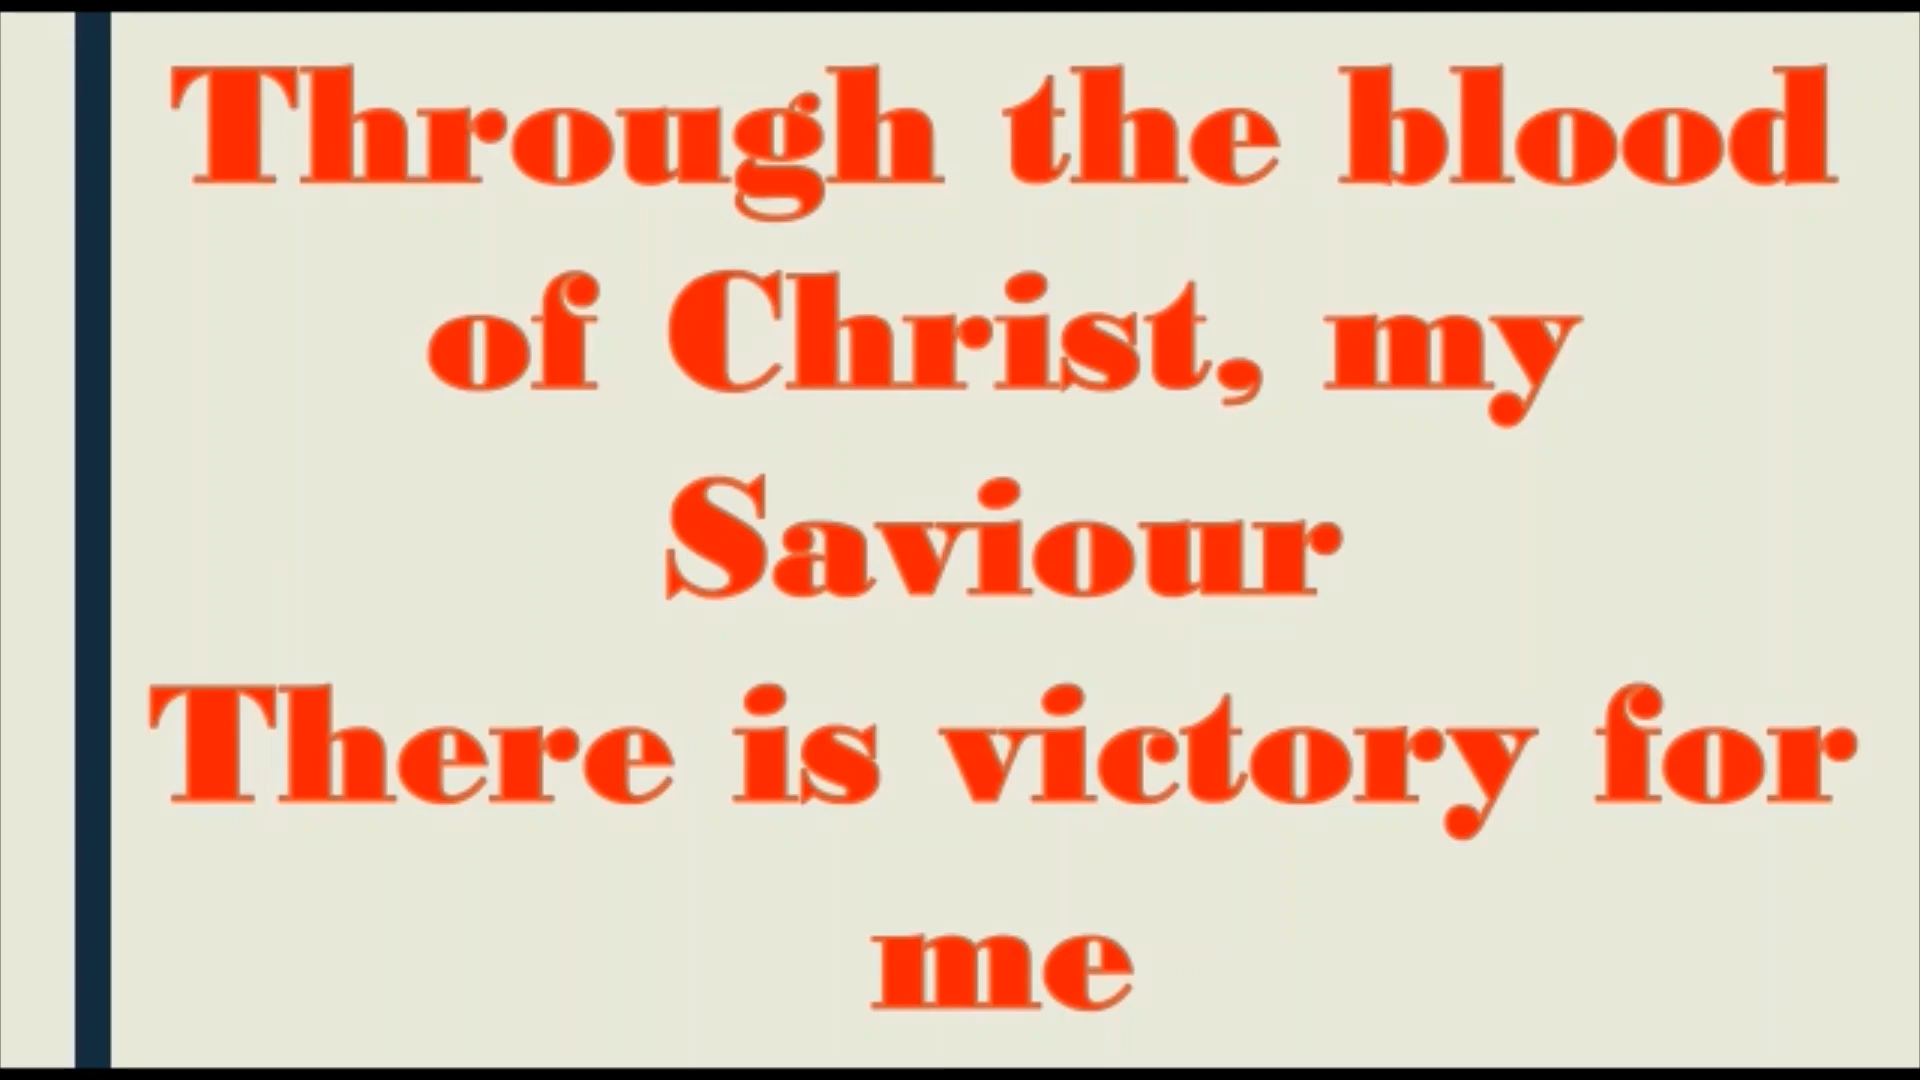 Through the blood
of Christ, my
Saviour
There is victory for
me